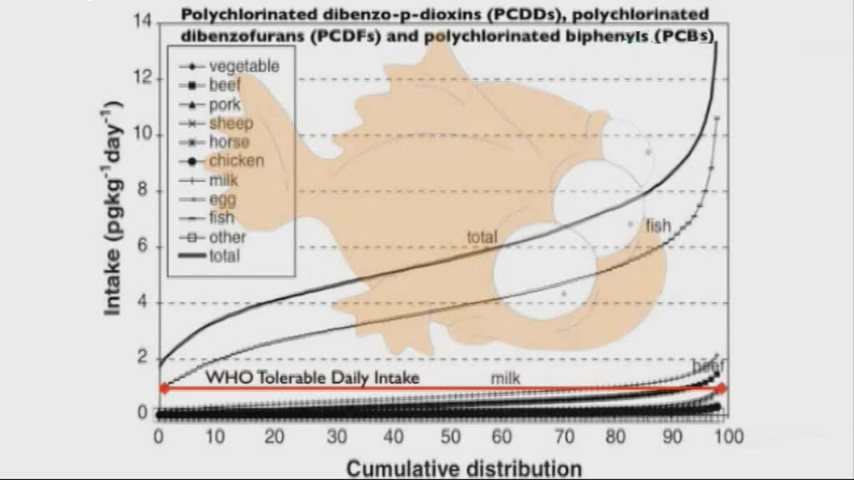 Polychlorinated dibenzo-p-dioxins (PCDDs), polychlorinated
dibenzofurans (PCDFs) and polychlorinated biphenyls (PCBs)
14
12
10
8
6
4
2
0
Intake (pgkg-1day-1)
vegetable
beef
pork
sheep
horse
chicken
milk
egg
fish
other
total
total
fish
beef
WHO Tolerable Daily Intake
milk
0 10 20 30 40 50 60 70 80 90 100
Cumulative distribution